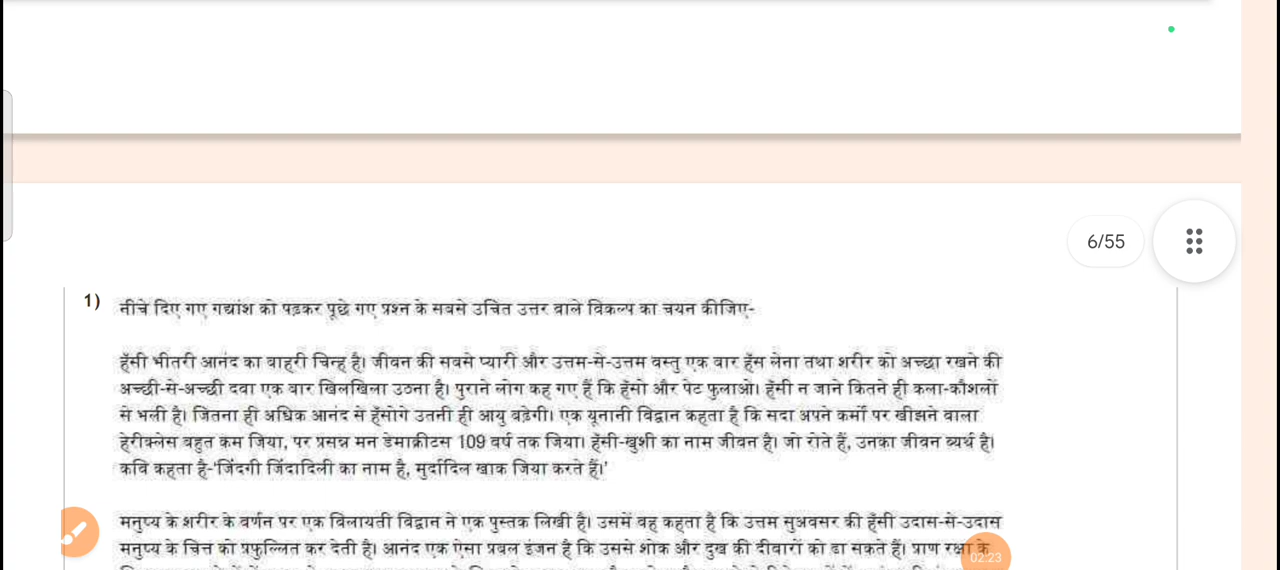 6/55
1) नीचे दिए गए गद्यांश को पढ़कर पूछे गए प्रश्न के सबसे उचित उत्तर वाले विकल्प का चयन कीजिए-
हँसी भीतरी आनंद का बाहरी चिन्ह है। जीवन की सबसे प्यारी और उत्तम-से-उत्तम वस्तु एक बार हँस लेना तथा शरीर को अच्छा रखने की
अच्छी-से-अच्छी दवा एक बार खिलखिला उठना है। पुराने लोग कह गए हैं कि हँसो और पेट फुलाओ। हँसी न जाने कितने ही कला-कौशलों
से भली है। जितना ही अधिक आनंद से हँसोगे उतनी ही आयु बढ़ेगी। एक यूनानी विद्वान कहता है कि सदा अपने कर्मों पर खीझने वाला
हेरीक्लेस बहुत कम जिया, पर प्रसन्न मन डेमाक्रीटस 109 वर्ष तक जिया। हँसी-खुशी का नाम जीवन है। जो रोते हैं, उनका जीवन व्यर्थ है।
कवि कहता है-'जिंदगी जिंदादिली का नाम है, मुर्दादिल खाक जिया करते हैं।'
मनुष्य के शरीर के वर्णन पर एक विलायती विद्वान ने एक पुस्तक लिखी है। उसमें वह कहता है कि उत्तम सुअवसर की हँसी उदास-से-उदास
मनुष्य के चित्त को प्रफुल्लित कर देती है। आनंद एक ऐसा प्रबल इंजन है कि उससे शोक और दुख की दीवारों को ढा सकते हैं। प्राण रक्षा के
02:23